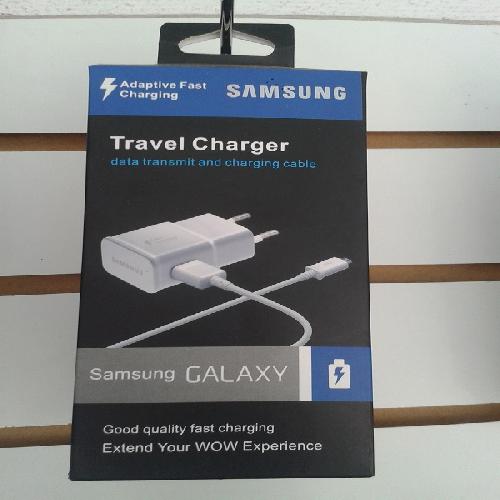 Adaptive Fast
Charging
SAMSUNG
Travel Charger
data transmit and charging cable
SAMSUNG
Samsung GALAXY
Good quality fast charging
Extend Your WOW Experience